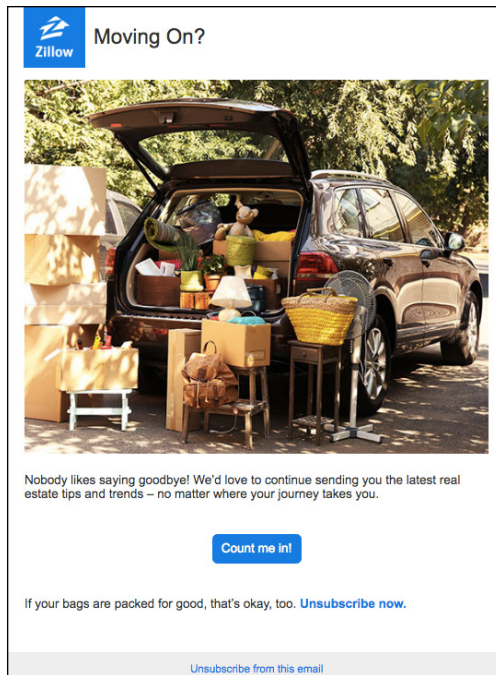 Zillow
Moving On?
Nobody likes saying goodbye! We'd love to continue sending you the latest real
estate tips and trends – no matter where your journey takes you.
Count me in!
If your bags are packed for good, that's okay, too. Unsubscribe now.
Unsubscribe from this email